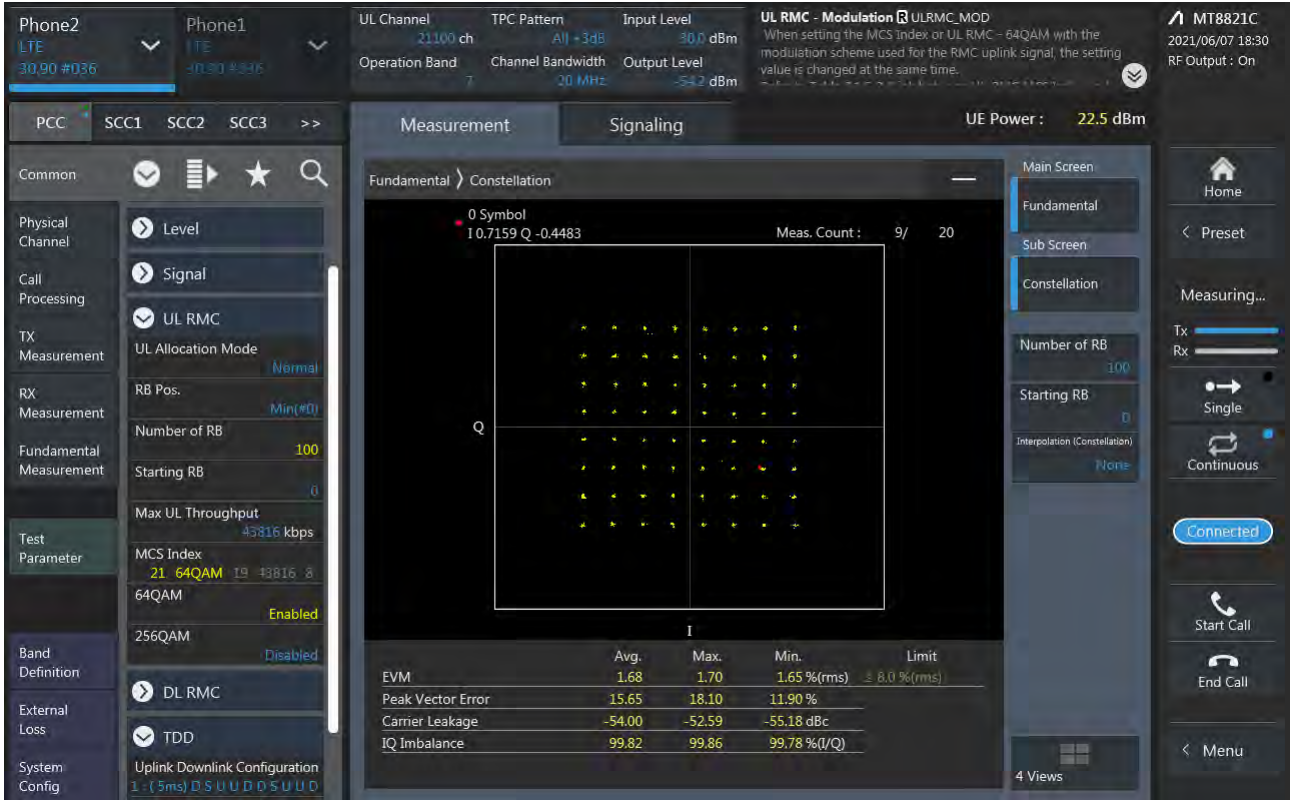 Phone2
LTE
30.90 #036
Phone1
LTE
30.90 #036
UL Channel
21100 ch
Operation Band
7
TPC Pattern
All +3dB
Channel Bandwidth
20 MHz
Input Level
30.0 dBm
Output Level
-54.2 dBm
UL RMC - Modulation R ULRMC_MOD
When setting the MCS Index or UL RMC - 64QAM with the
modulation scheme used for the RMC uplink signal, the setting
value is changed at the same time.
MT8821C
2021/06/07 18:30
RF Output : On
PCC SCC1 SCC2 SCC3 >>
Measurement
Signaling
UE Power : 22.5 dBm
Common
Physical
Channel
Call
Processing
TX
Measurement
RX
Measurement
Fundamental
Measurement
Test
Parameter
Band
Definition
External
Loss
System
Config
Level
Signal
UL RMC
UL Allocation Mode
Normal
RB Pos.
Min(#0)
Number of RB
100
Starting RB
0
Max UL Throughput
43816 kbps
MCS Index
21 64QAM 19 43816 8
64QAM
Enabled
256QAM
Disabled
DL RMC
TDD
Uplink Downlink Configuration
1 : ( 5ms) D S U U D D S U U D
Fundamental 〉 Constellation
0 Symbol
I 0.7159 Q -0.4483
Meas. Count : 9/ 20
Q
I
Avg. Max. Min. Limit
EVM 1.68 1.70 1.65 %(rms) ≤ 8.0 %(rms)
Peak Vector Error 15.65 18.10 11.90 %
Carrier Leakage -54.00 -52.59 -55.18 dBc
IQ Imbalance 99.82 99.86 99.78 %(I/Q)
Main Screen
Fundamental
Sub Screen
Constellation
Number of RB
100
Starting RB
0
Interpolation (Constellation)
None
4 Views
Home
< Preset
Measuring...
Tx
Rx
Single
Continuous
Connected
Start Call
End Call
< Menu